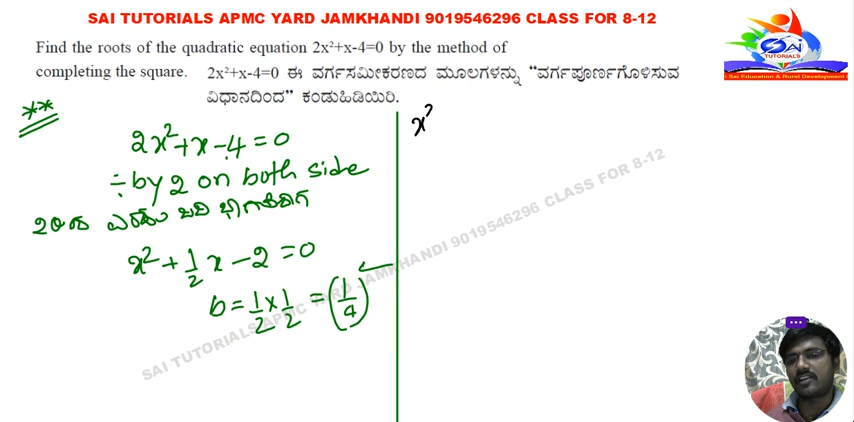 SAI TUTORIALS APMC YARD JAMKHANDI 9019546296 CLASS FOR 8-12
SAI TUTORIALS
Sai Education & Rural Development
Find the roots of the quadratic equation 2x²+x-4=0 by the method of
completing the square. 2x²+x-4=0 ಈ ವರ್ಗಸಮೀಕರಣದ ಮೂಲಗಳನ್ನು "ವರ್ಗಪೂರ್ಣಗೊಳಿಸುವ
ವಿಧಾನದಿಂದ" ಕಂಡುಹಿಡಿಯಿರಿ.
**
2x²+x-4=0
÷ by 2 on both side
x²+1/2x-2=0
b=1/2×1/2=(1/4)
x²
SAI TUTORIALS APMC YARD JAMKHANDI 9019546296 CLASS FOR 8-12